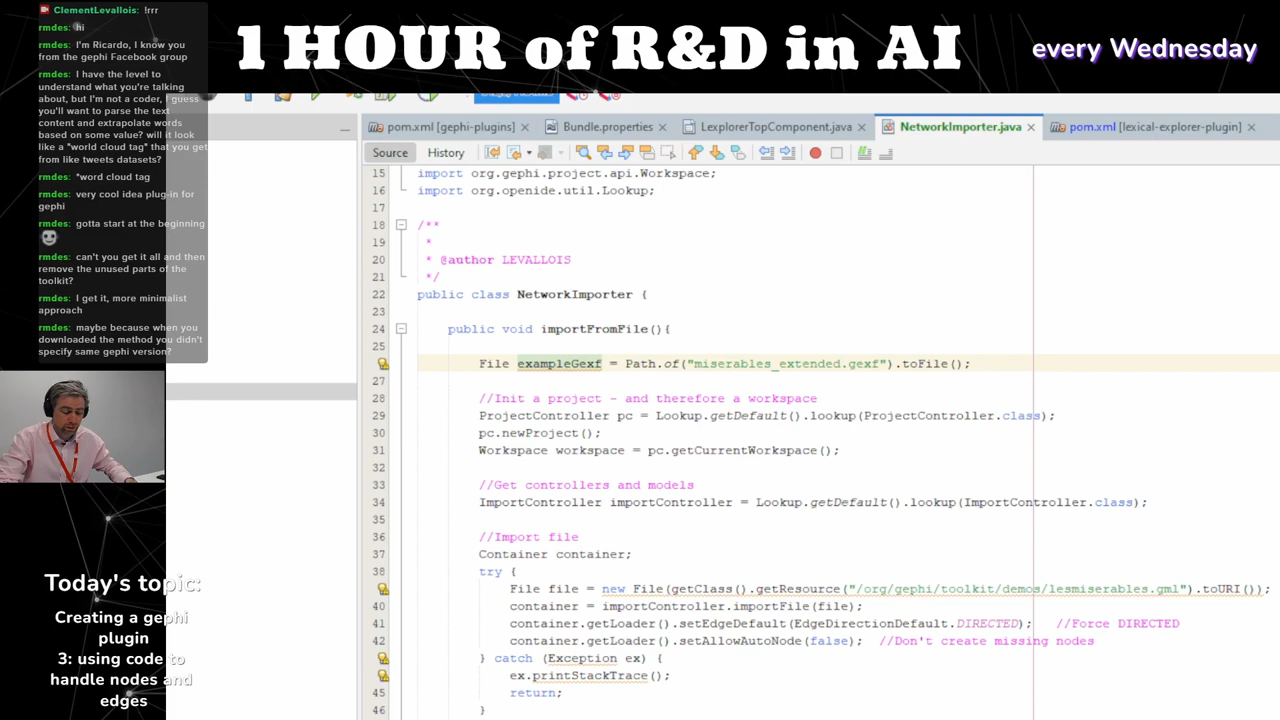 ClementLevallois: !rrr
rmdes: hi
rmdes: I'm Ricardo, I know you
from the gephi Facebook group
rmdes: I have the level to
understand what you're talking
about, but I'm not a coder, I guess
you'll want to parse the text
content and extrapolate words
based on some value? will it look
like a "world cloud tag" that you get
from like tweets datasets?
rmdes: *word cloud tag
rmdes: very cool idea plug-in for
gephi
rmdes: gotta start at the beginning
rmdes: can't you get it all and then
remove the unused parts of the
toolkit?
rmdes: I get it, more minimalist
approach
rmdes: maybe because when you
downloaded the method you didn't
specify same gephi version?
1 HOUR of R&D in AI
every Wednesday
pom.xml [gephi-plugins]
Bundle.properties
LexplorerTopComponent.java
NetworkImporter.java
pom.xml [lexical-explorer-plugin]
Source
History
15 import org.gephi.project.api.Workspace;
16 import org.openide.util.Lookup;
17
18 /**
19 *
20 * @author LEVALLOIS
21 */
22 public class NetworkImporter {
23
24 public void importFromFile(){
25
File exampleGexf = Path.of("miserables_extended.gexf").toFile();
27
28 //Init a project - and therefore a workspace
29 ProjectController pc = Lookup.getDefault().lookup(ProjectController.class);
30 pc.newProject();
31 Workspace workspace = pc.getCurrentWorkspace();
32
33 //Get controllers and models
34 ImportController importController = Lookup.getDefault().lookup(ImportController.class);
35
36 //Import file
37 Container container;
38 try {
File file = new File(getClass().getResource("/org/gephi/toolkit/demos/lesmiserables.gml").toURI());
40 container = importController.importFile(file);
41 container.getLoader().setEdgeDefault(EdgeDirectionDefault.DIRECTED); //Force DIRECTED
42 container.getLoader().setAllowAutoNode(false); //Don't create missing nodes
} catch (Exception ex) {
ex.printStackTrace();
45 return;
46 }
Today's topic:
Creating a gephi
plugin
3: using code to
handle nodes and
edges